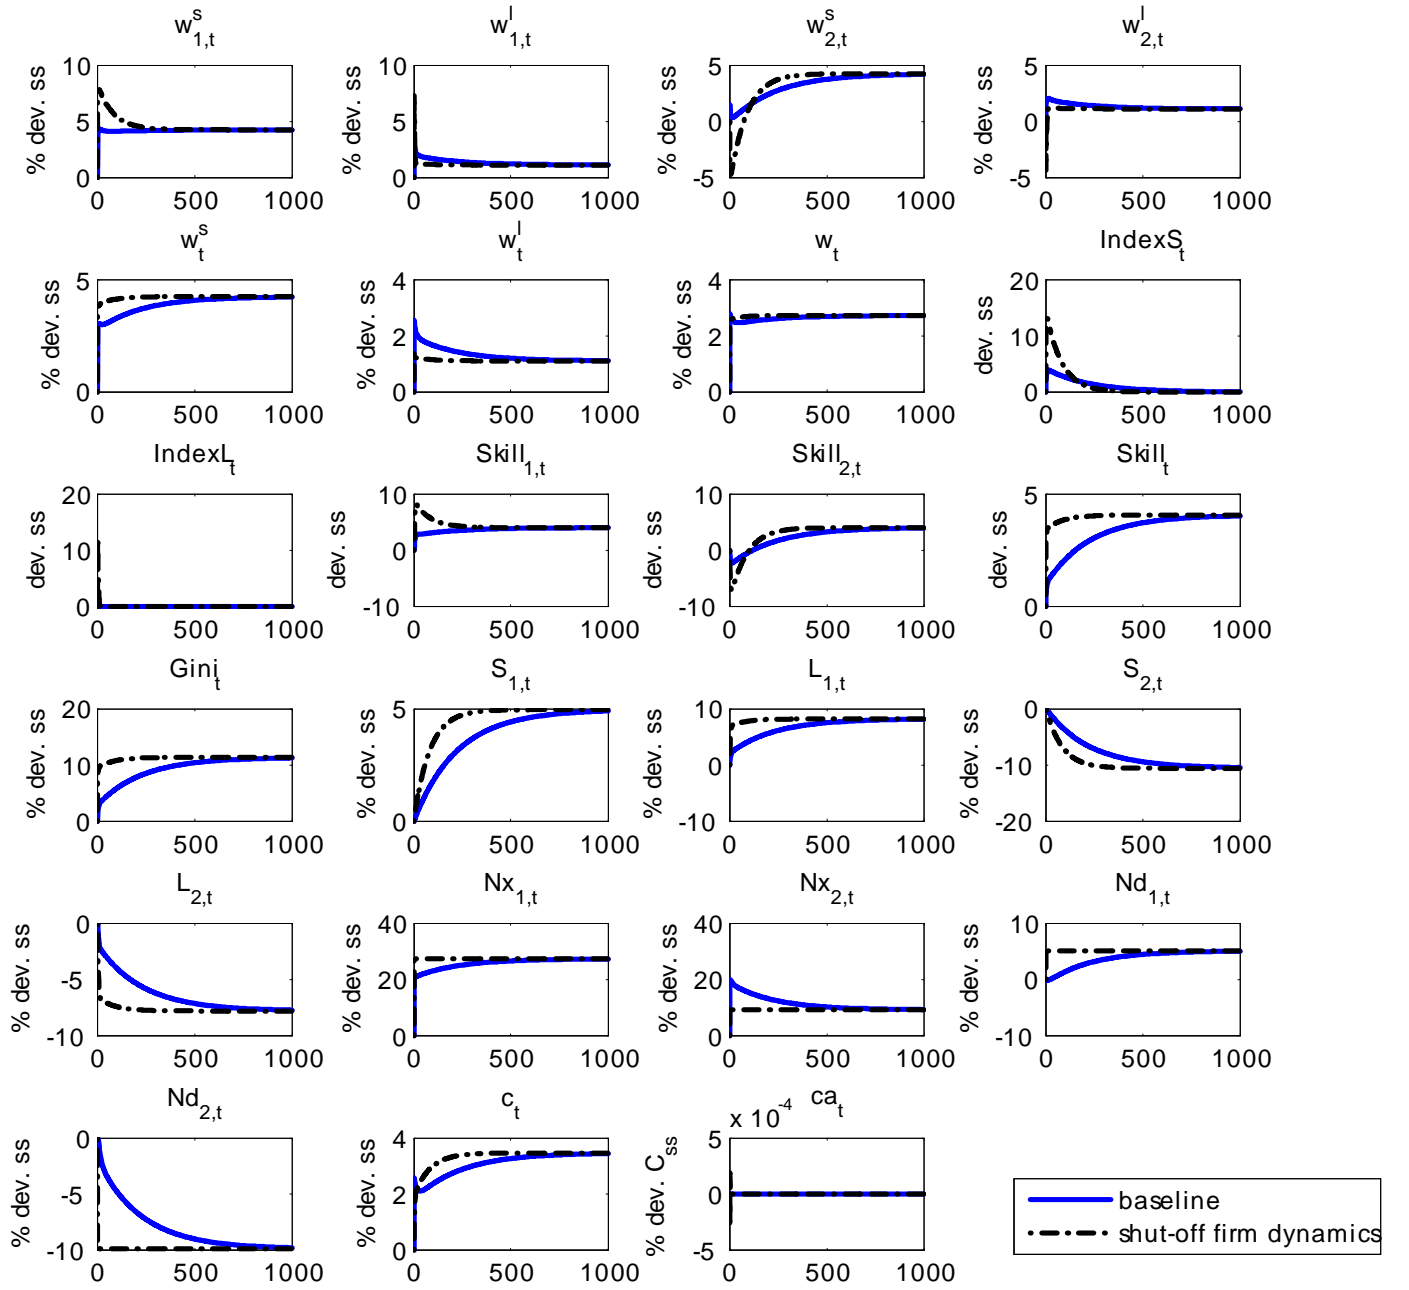 w^s_{1,t} w^l_{1,t} w^s_{2,t} w^l_{2,t}
% dev. ss 10 5 0 % dev. ss 10 5 0 % dev. ss 5 0 -5 % dev. ss 5 0 -5
0 500 1000 0 500 1000 0 500 1000 0 500 1000
w^s_t w^l_t w_t IndexS_t
% dev. ss 5 0 % dev. ss 4 2 0 % dev. ss 4 2 0 dev. ss 20 10 0
0 500 1000 0 500 1000 0 500 1000 0 500 1000
IndexL_t Skill_{1,t} Skill_{2,t} Skill_t
dev. ss 20 10 0 dev. ss 10 0 -10 dev. ss 10 0 -10 dev. ss 5 0
0 500 1000 0 500 1000 0 500 1000 0 500 1000
Gini_t S_{1,t} L_{1,t} S_{2,t}
% dev. ss 20 10 0 % dev. ss 5 0 % dev. ss 10 0 -10 % dev. ss 0 -10 -20
0 500 1000 0 500 1000 0 500 1000 0 500 1000
L_{2,t} Nx_{1,t} Nx_{2,t} Nd_{1,t}
% dev. ss 0 -5 -10 % dev. ss 40 20 0 % dev. ss 40 20 0 % dev. ss 10 0 -10
0 500 1000 0 500 1000 0 500 1000 0 500 1000
Nd_{2,t} c_t ca_t
x 10^{-4}
% dev. ss 0 -5 -10 % dev. ss 4 2 0 % dev. C_{ss} 5 0 -5
0 500 1000 0 500 1000 0 500 1000
baseline
shut-off firm dynamics